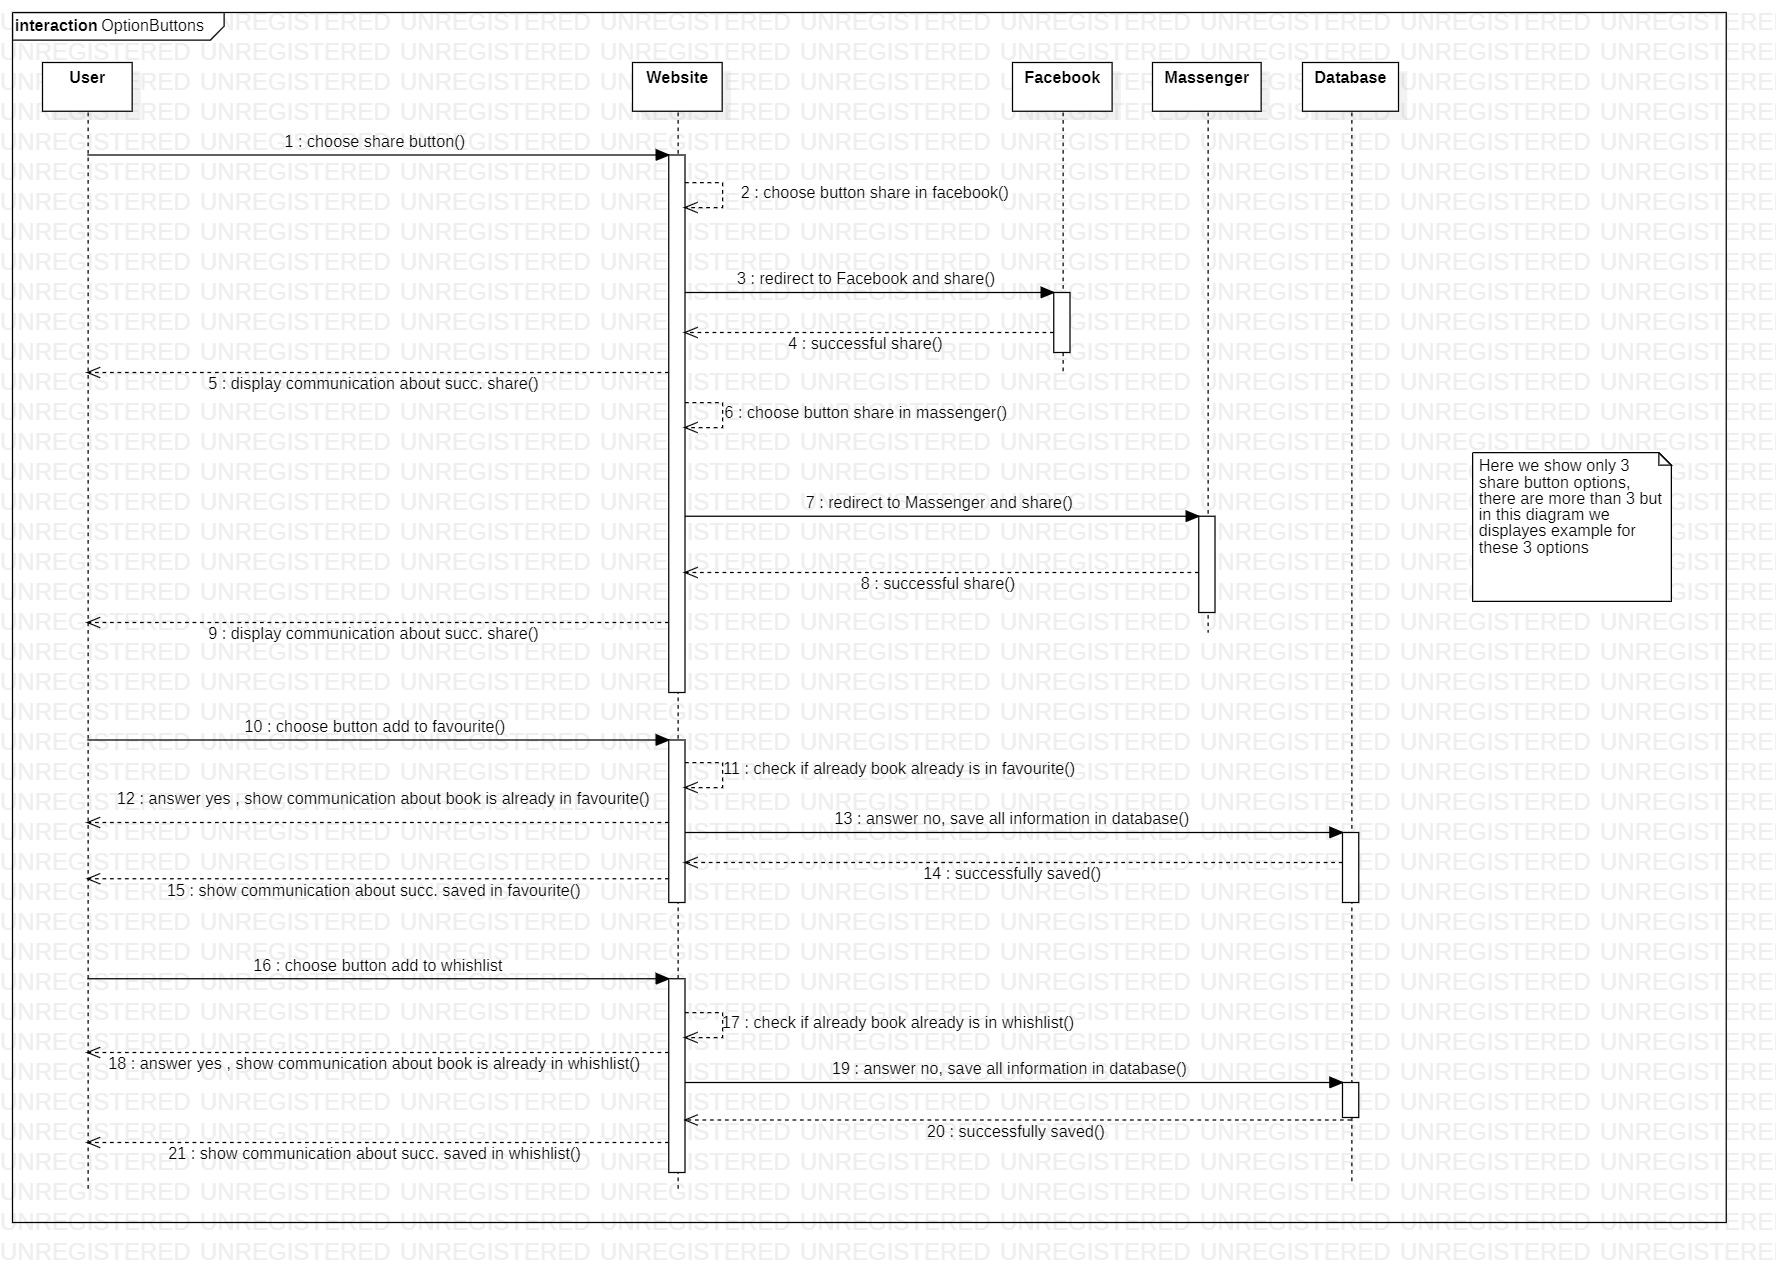 interaction OptionButtons
User
Website
Facebook
Massenger
Database
1 : choose share button()
2 : choose button share in facebook()
3 : redirect to Facebook and share()
4 : successful share()
5 : display communication about succ. share()
6 : choose button share in massenger()
Here we show only 3
share button options,
there are more than 3 but
in this diagram we
displayes example for
these 3 options
7 : redirect to Massenger and share()
8 : successful share()
9 : display communication about succ. share()
10 : choose button add to favourite()
11 : check if already book already is in favourite()
12 : answer yes , show communication about book is already in favourite()
13 : answer no, save all information in database()
14 : successfully saved()
15 : show communication about succ. saved in favourite()
16 : choose button add to whishlist
17 : check if already book already is in whishlist()
18 : answer yes , show communication about book is already in whishlist()
19 : answer no, save all information in database()
20 : successfully saved()
21 : show communication about succ. saved in whishlist()
UNREGISTERED